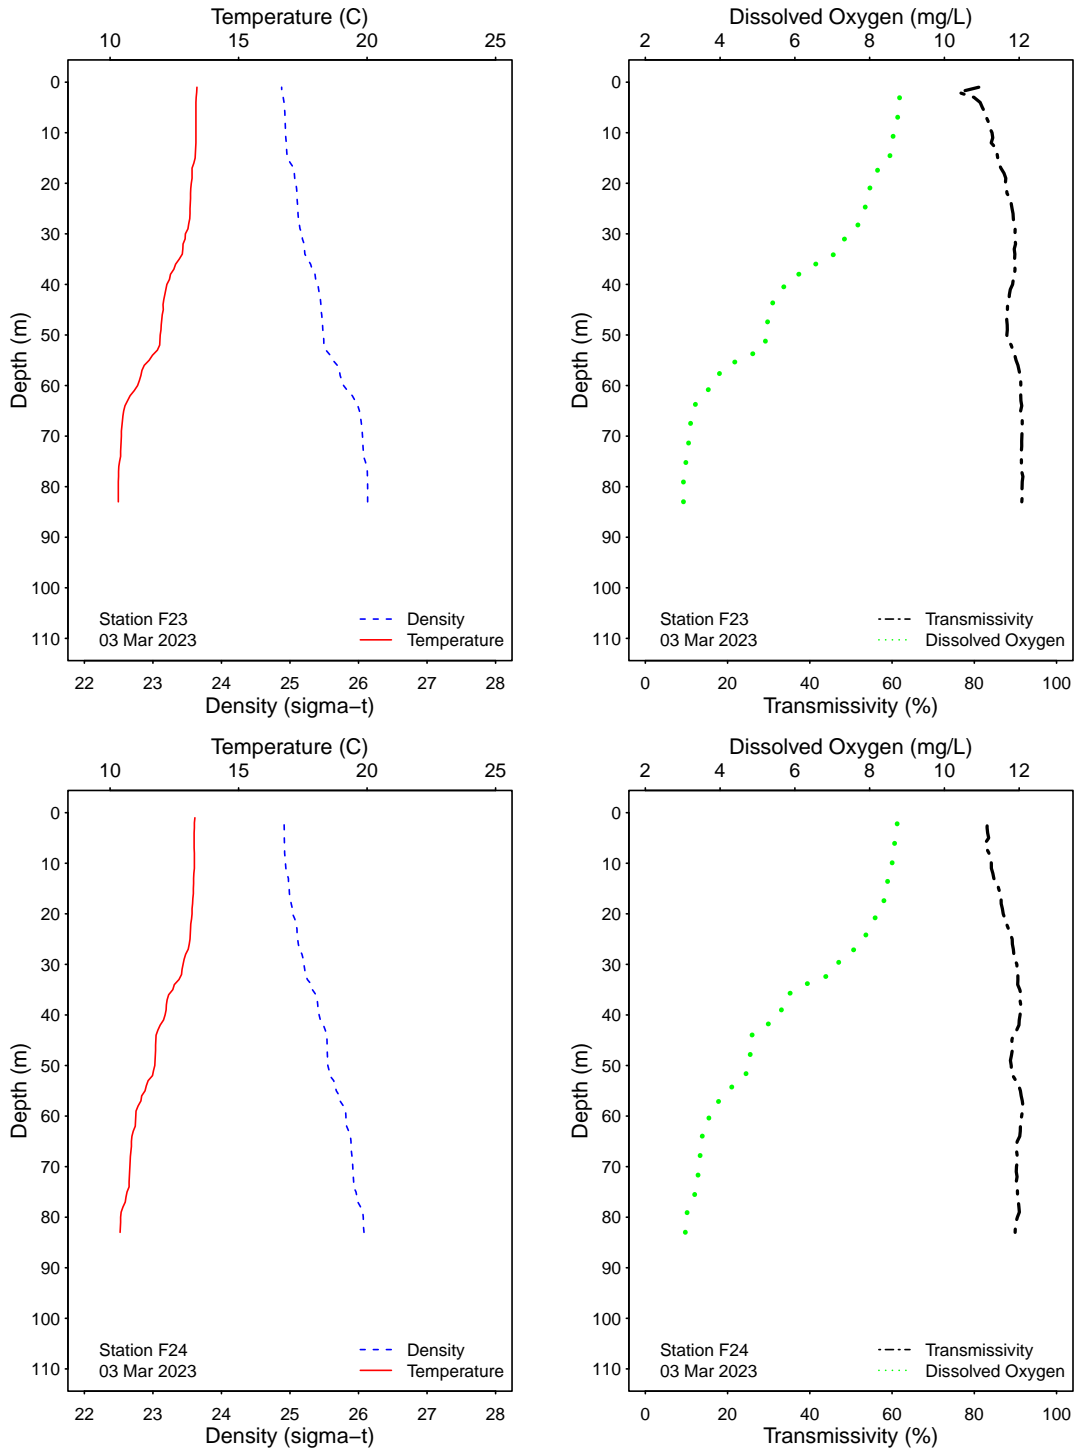 Temperature (C)
10 15 20 25
0
10
20
30
40
50
60
70
80
90
100
110
Depth (m)
Station F23
03 Mar 2023
Density
Temperature
22 23 24 25 26 27 28
Density (sigma−t)
Dissolved Oxygen (mg/L)
2 4 6 8 10 12
0
10
20
30
40
50
60
70
80
90
100
110
Depth (m)
Station F23
03 Mar 2023
Transmissivity
Dissolved Oxygen
0 20 40 60 80 100
Transmissivity (%)
Temperature (C)
10 15 20 25
0
10
20
30
40
50
60
70
80
90
100
110
Depth (m)
Station F24
03 Mar 2023
Density
Temperature
22 23 24 25 26 27 28
Density (sigma−t)
Dissolved Oxygen (mg/L)
2 4 6 8 10 12
0
10
20
30
40
50
60
70
80
90
100
110
Depth (m)
Station F24
03 Mar 2023
Transmissivity
Dissolved Oxygen
0 20 40 60 80 100
Transmissivity (%)